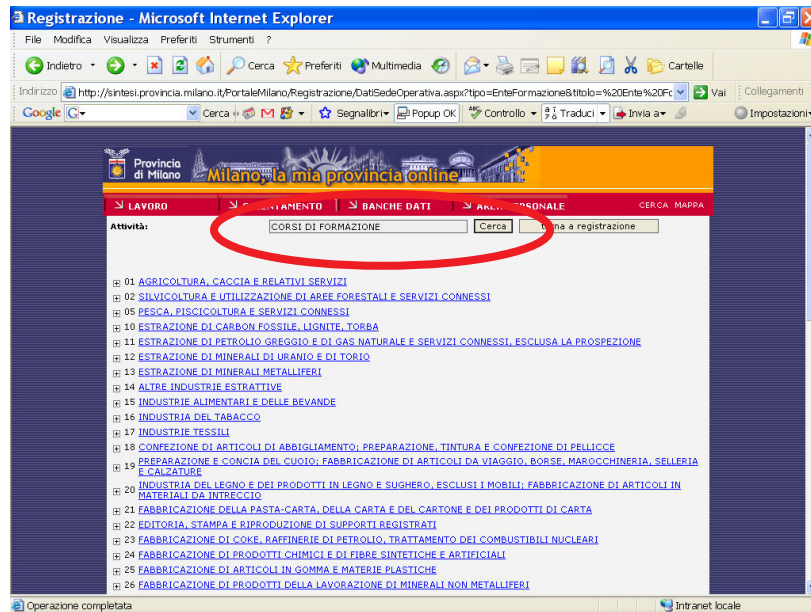 Registrazione - Microsoft Internet Explorer
File Modifica Visualizza Preferiti Strumenti ?
Indietro Cerca Preferiti Multimedia Cartelle
Indirizzo http://sintesi.provincia.milano.it/PortaleMilano/Registrazione/DatiSedeOperativa.aspx?tipo=EnteFormazione&titolo=%20Ente%20Fc Vai Collegamenti
Google G Cerca Segnalibri Popup OK Controllo Traduci Invia a Impostazioni
Provincia di Milano
Milano, la mia provincia online
LAVORO BANCHE DATI CERCA MAPPA
Attività: CORSI DI FORMAZIONE Cerca torna a registrazione
01 AGRICOLTURA, CACCIA E RELATIVI SERVIZI
02 SILVICOLTURA E UTILIZZAZIONE DI AREE FORESTALI E SERVIZI CONNESSI
05 PESCA, PISCICOLTURA E SERVIZI CONNESSI
10 ESTRAZIONE DI CARBON FOSSILE, LIGNITE, TORBA
11 ESTRAZIONE DI PETROLIO GREGGIO E DI GAS NATURALE E SERVIZI CONNESSI, ESCLUSA LA PROSPEZIONE
12 ESTRAZIONE DI MINERALI DI URANIO E DI TORIO
13 ESTRAZIONE DI MINERALI METALLIFERI
14 ALTRE INDUSTRIE ESTRATTIVE
15 INDUSTRIE ALIMENTARI E DELLE BEVANDE
16 INDUSTRIA DEL TABACCO
17 INDUSTRIE TESSILI
18 CONFEZIONE DI ARTICOLI DI ABBIGLIAMENTO; PREPARAZIONE, TINTURA E CONFEZIONE DI PELLICCE
19 PREPARAZIONE E CONCIA DEL CUOIO; FABBRICAZIONE DI ARTICOLI DA VIAGGIO, BORSE, MAROCCHINERIA, SELLERIA
E CALZATURE
20 INDUSTRIA DEL LEGNO E DEI PRODOTTI IN LEGNO E SUGHERO, ESCLUSI I MOBILI; FABBRICAZIONE DI ARTICOLI IN
MATERIALI DA INTRECCIO
21 FABBRICAZIONE DELLA PASTA-CARTA, DELLA CARTA E DEL CARTONE E DEI PRODOTTI DI CARTA
22 EDITORIA, STAMPA E RIPRODUZIONE DI SUPPORTI REGISTRATI
23 FABBRICAZIONE DI COKE, RAFFINERIE DI PETROLIO, TRATTAMENTO DEI COMBUSTIBILI NUCLEARI
24 FABBRICAZIONE DI PRODOTTI CHIMICI E DI FIBRE SINTETICHE E ARTIFICIALI
25 FABBRICAZIONE DI ARTICOLI IN GOMMA E MATERIE PLASTICHE
26 FABBRICAZIONE DI PRODOTTI DELLA LAVORAZIONE DI MINERALI NON METALLIFERI
Operazione completata Intranet locale